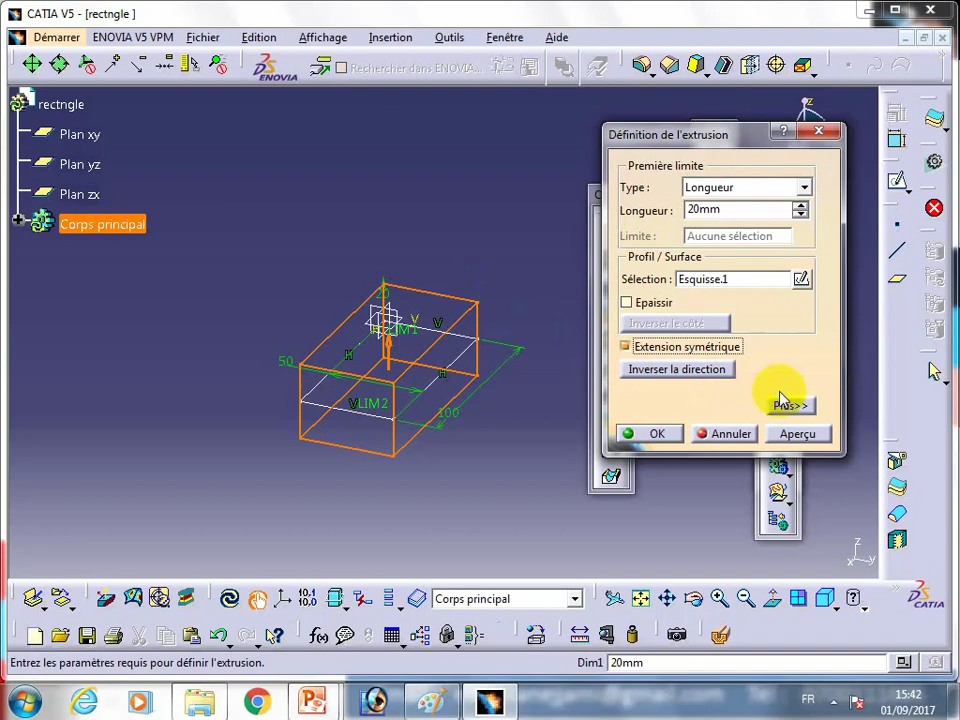 CATIA V5 - [rectngle ]
Démarrer ENOVIA V5 VPM Fichier Edition Affichage Insertion Outils Fenêtre Aide
ENOVIA Rechercher dans ENOVIA...
rectngle
Plan xy
Plan yz
Plan zx
Corps principal
z
Définition de l'extrusion
Première limite
Type : Longueur
Longueur : 20mm
Limite : Aucune sélection
Profil / Surface
Sélection : Esquisse.1
Epaissir
Inverser le côté
Extension symétrique
Inverser la direction
Plus>>
OK Annuler Aperçu
20
V V
LIM1
H
50
H
V LIM2
100
z
x y
Corps principal
CATIA
Entrez les paramètres requis pour définir l'extrusion. Dim1 20mm
FR 15:42
01/09/2017